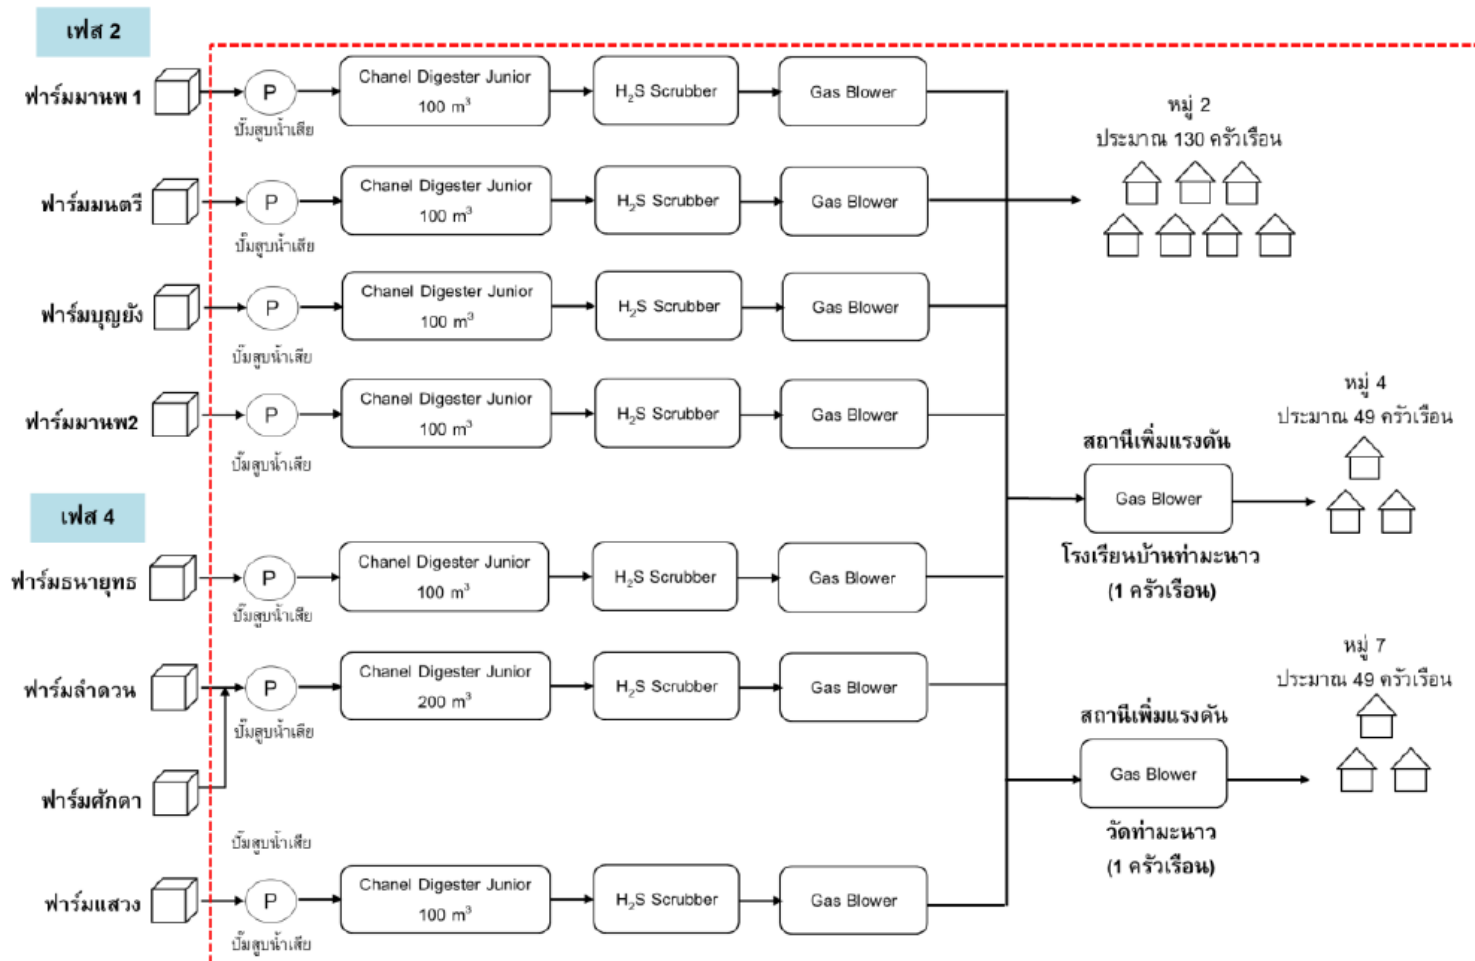 เฟส 2
ฟาร์มมานพ 1
P
ปั๊มสูบน้ำเสีย
Chanel Digester Junior
100 m³
H₂S Scrubber
Gas Blower
หมู่ 2
ประมาณ 130 ครัวเรือน
ฟาร์มมนตรี
P
ปั๊มสูบน้ำเสีย
Chanel Digester Junior
100 m³
H₂S Scrubber
Gas Blower
ฟาร์มบุญยัง
P
ปั๊มสูบน้ำเสีย
Chanel Digester Junior
100 m³
H₂S Scrubber
Gas Blower
ฟาร์มมานพ2
P
ปั๊มสูบน้ำเสีย
Chanel Digester Junior
100 m³
H₂S Scrubber
Gas Blower
หมู่ 4
ประมาณ 49 ครัวเรือน
สถานีเพิ่มแรงดัน
Gas Blower
โรงเรียนบ้านท่ามะนาว
(1 ครัวเรือน)
เฟส 4
ฟาร์มธนายุทธ
P
ปั๊มสูบน้ำเสีย
Chanel Digester Junior
100 m³
H₂S Scrubber
Gas Blower
ฟาร์มลำดวน
P
ปั๊มสูบน้ำเสีย
Chanel Digester Junior
200 m³
H₂S Scrubber
Gas Blower
หมู่ 7
ประมาณ 49 ครัวเรือน
สถานีเพิ่มแรงดัน
Gas Blower
วัดท่ามะนาว
(1 ครัวเรือน)
ฟาร์มศักดา
ปั๊มสูบน้ำเสีย
ฟาร์มแสวง
P
ปั๊มสูบน้ำเสีย
Chanel Digester Junior
100 m³
H₂S Scrubber
Gas Blower